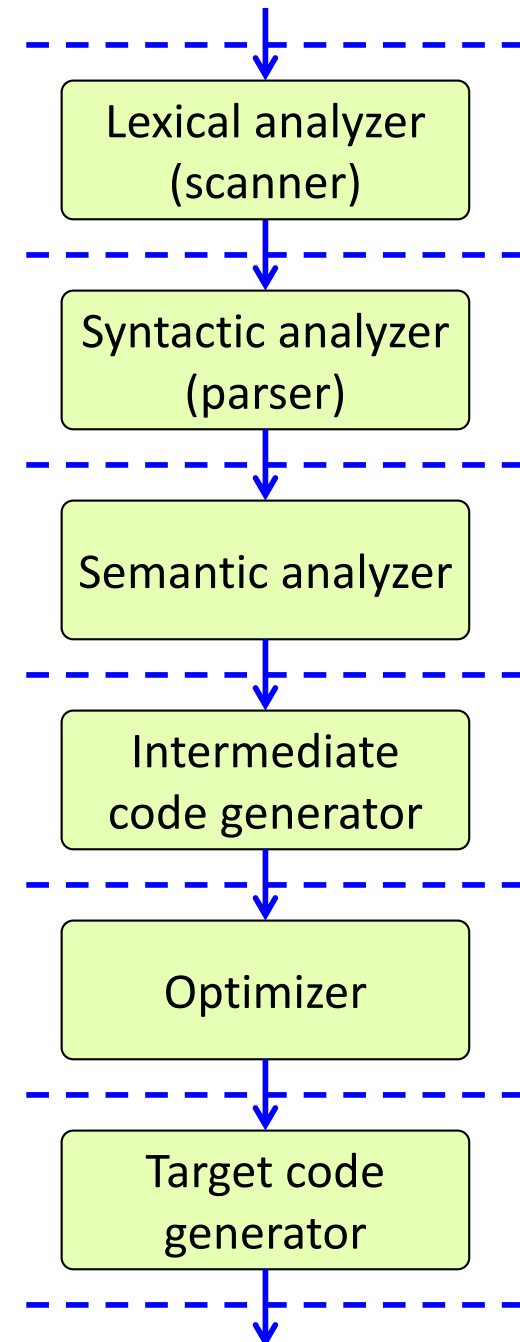 Lexical analyzer
(scanner)
Syntactic analyzer
(parser)
Semantic analyzer
Intermediate
code generator
Optimizer
Target code
generator